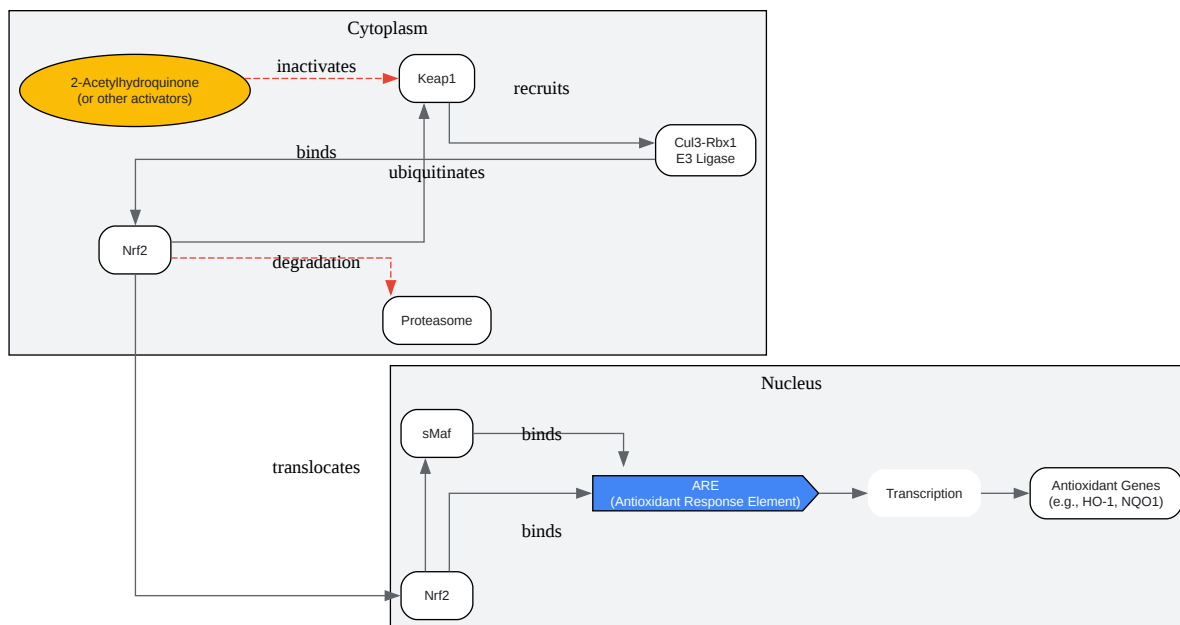 Cytoplasm
2-Acetylhydroquinone
(or other activators)
inactivates
Keap1
recruits
Cul3-Rbx1
E3 Ligase
binds
ubiquitinates
Nrf2
degradation
Proteasome
Nucleus
sMaf
binds
translocates
ARE
(Antioxidant Response Element)
Transcription
Antioxidant Genes
(e.g., HO-1, NQO1)
binds
Nrf2